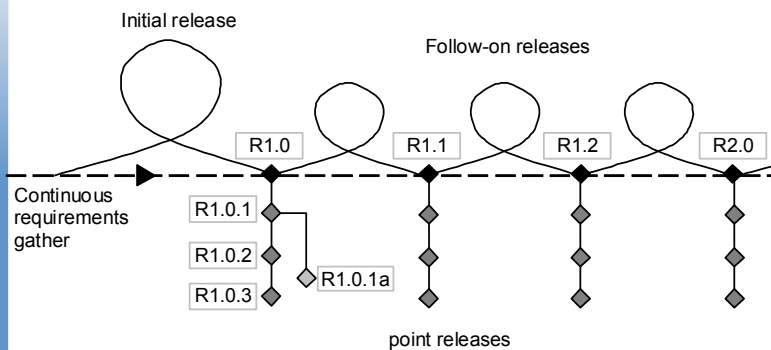 Initial release
Follow-on releases
R1.0
R1.1
R1.2
R2.0
Continuous
requirements
gather
R1.0.1
R1.0.2
R1.0.1a
R1.0.3
point releases